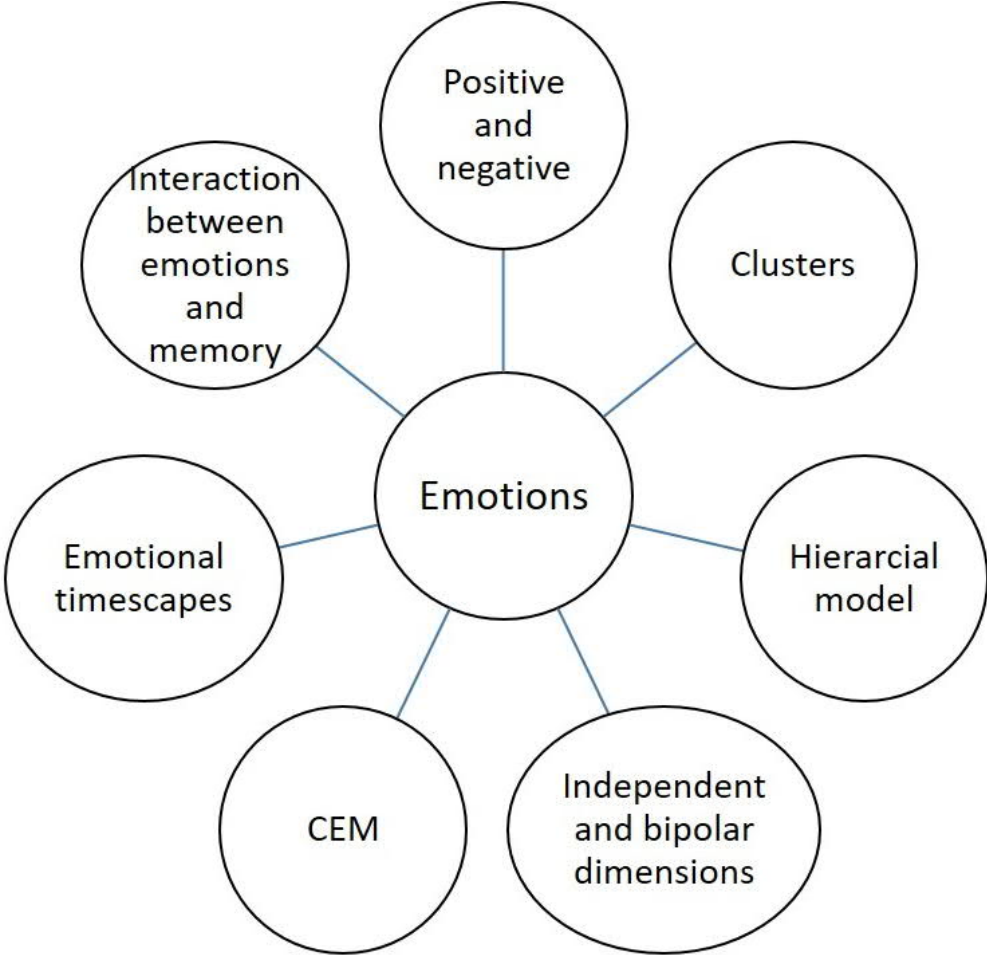 Positive
and
negative
Interaction
between
emotions
and
memory
Clusters
Emotions
Emotional
timescapes
Hierarcial
model
CEM
Independent
and bipolar
dimensions